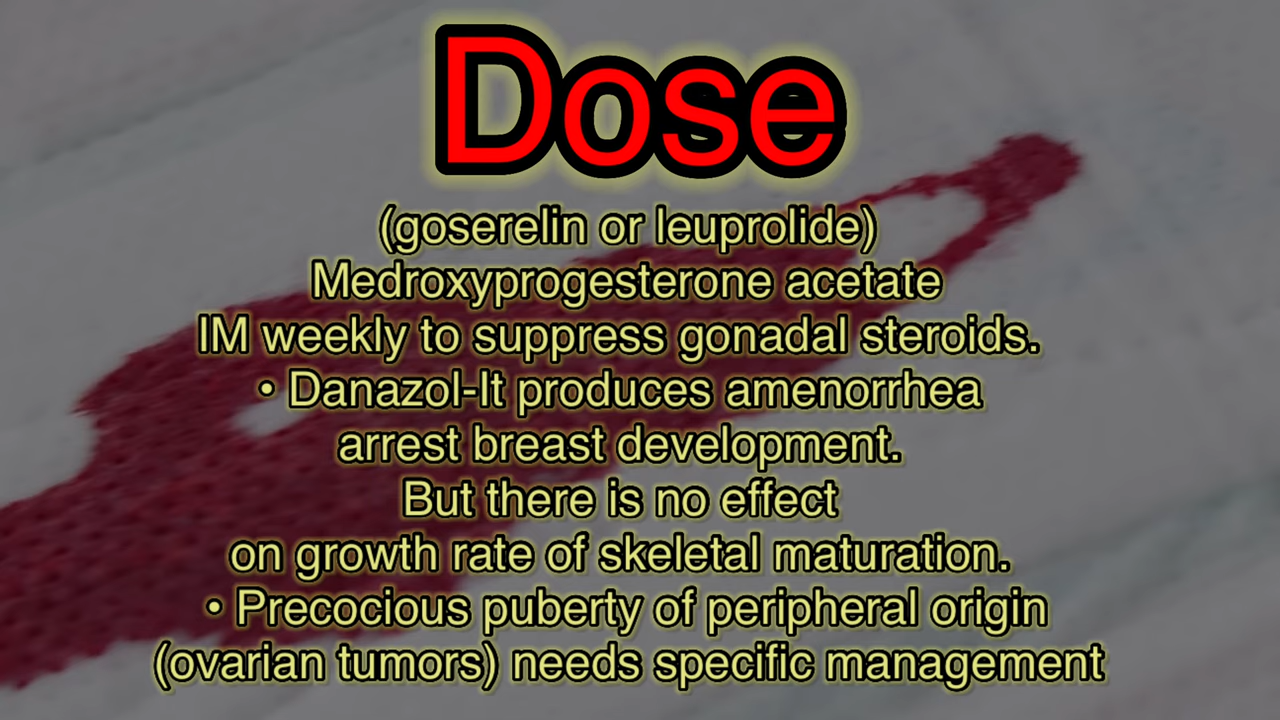 Dose
(goserelin or leuprolide)
Medroxyprogesterone acetate
IM weekly to suppress gonadal steroids.
• Danazol-It produces amenorrhea
arrest breast development.
But there is no effect
on growth rate of skeletal maturation.
• Precocious puberty of peripheral origin
(ovarian tumors) needs specific management